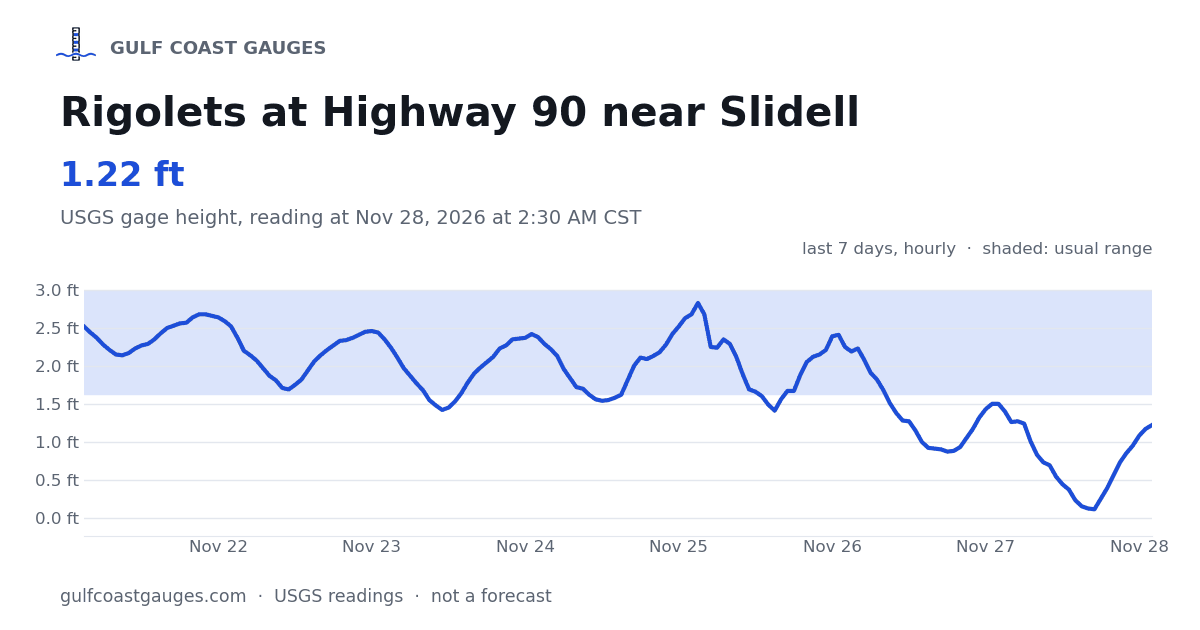 GULF COAST GAUGES
Rigolets at Highway 90 near Slidell
1.22 ft
USGS gage height, reading at Nov 28, 2026 at 2:30 AM CST
last 7 days, hourly · shaded: usual range
3.0 ft
2.5 ft
2.0 ft
1.5 ft
1.0 ft
0.5 ft
0.0 ft
Nov 22 Nov 23 Nov 24 Nov 25 Nov 26 Nov 27 Nov 28
gulfcoastgauges.com · USGS readings · not a forecast